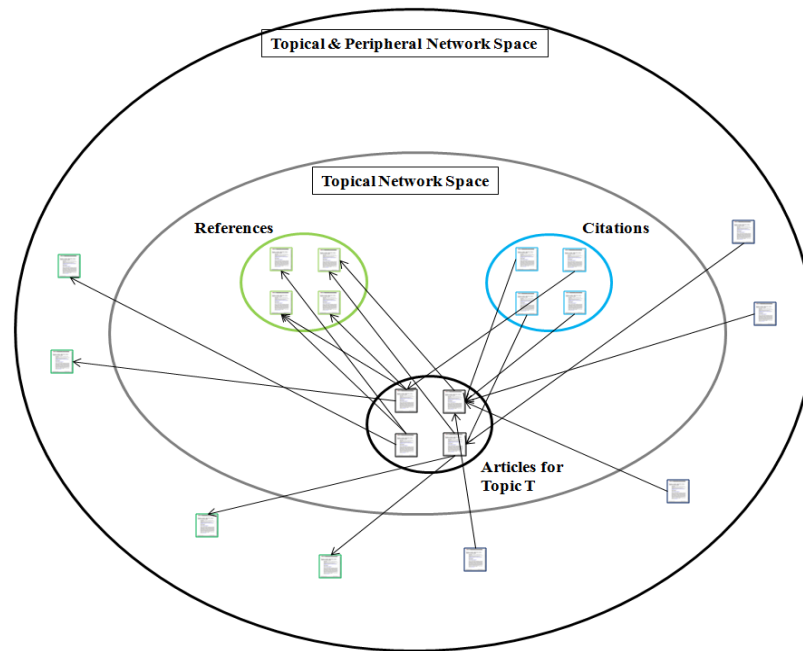 Topical & Peripheral Network Space
Topical Network Space
References
Citations
Articles for
Topic T